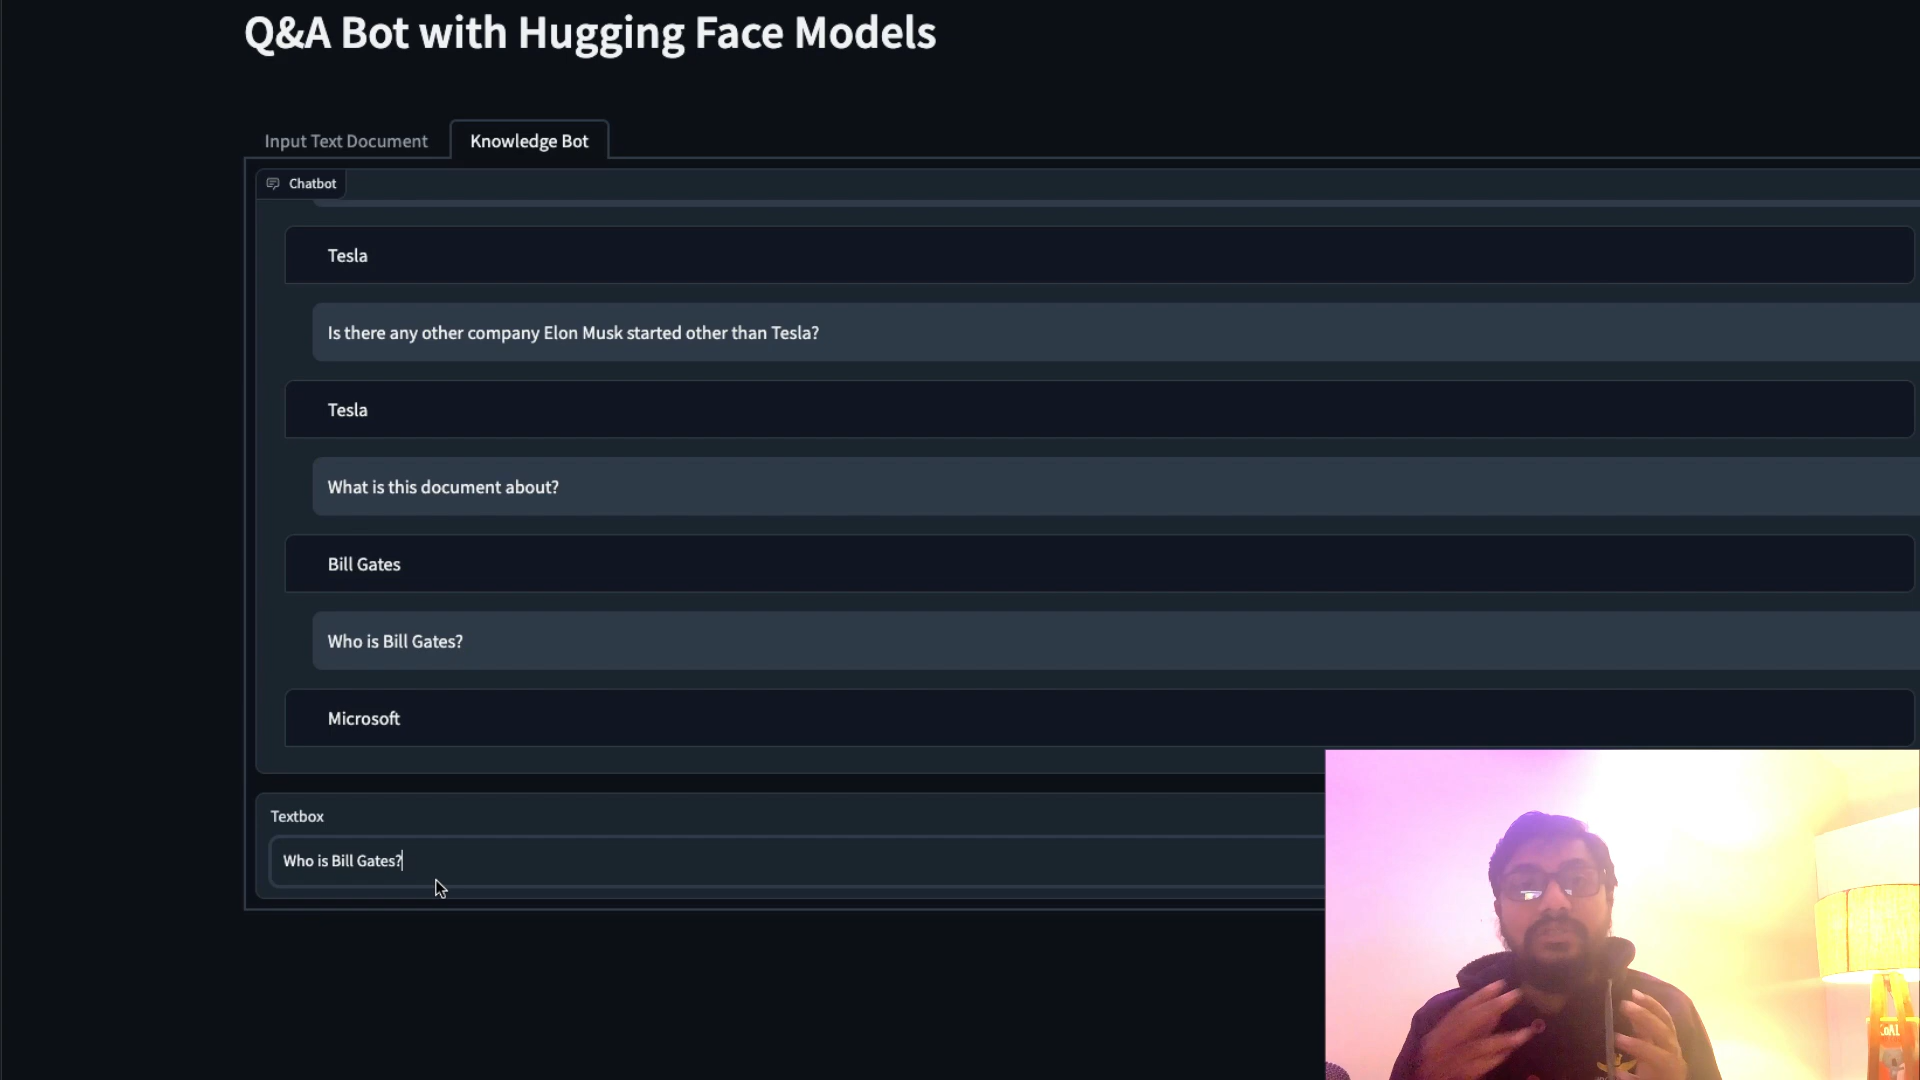 Q&A Bot with Hugging Face Models
Input Text Document
Knowledge Bot
Chatbot
Tesla
Is there any other company Elon Musk started other than Tesla?
Tesla
What is this document about?
Bill Gates
Who is Bill Gates?
Microsoft
Textbox
Who is Bill Gates?